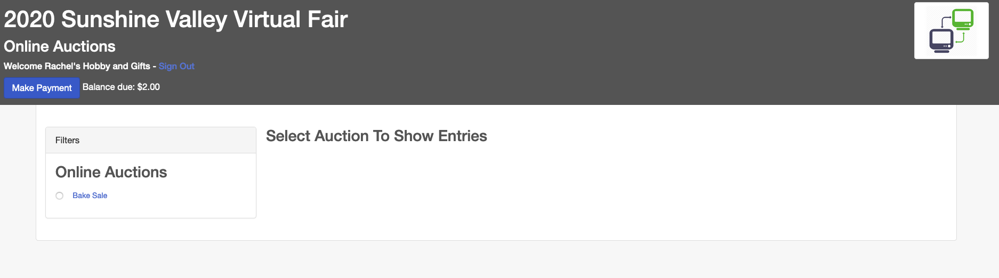 2020 Sunshine Valley Virtual Fair
Online Auctions
Welcome Rachel's Hobby and Gifts - Sign Out
Make Payment Balance due: $2.00
Filters
Select Auction To Show Entries
Online Auctions
Bake Sale